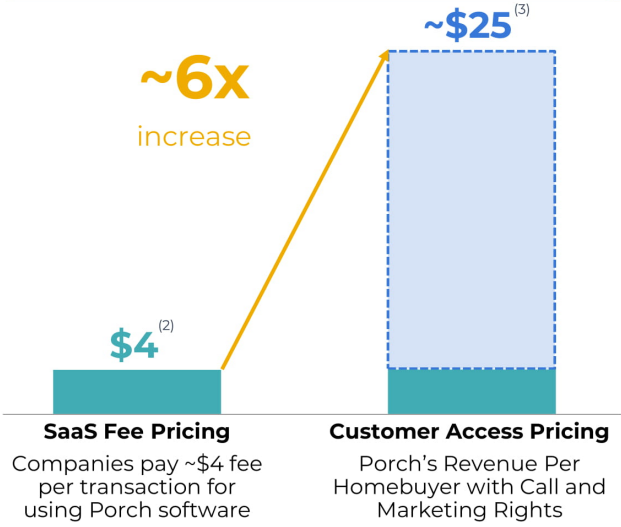 ~$25(3)
~6x
increase
$4(2)
SaaS Fee Pricing
Companies pay ~$4 fee
per transaction for
using Porch software
Customer Access Pricing
Porch's Revenue Per
Homebuyer with Call and
Marketing Rights